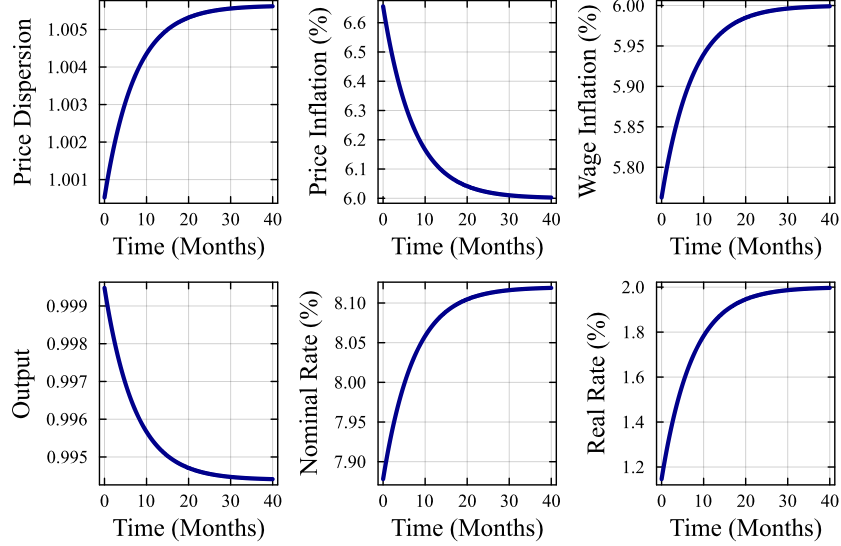 Price Dispersion
1.005
1.004
1.003
1.002
1.001
0 10 20 30 40
Time (Months)
Price Inflation (%)
6.6
6.5
6.4
6.3
6.2
6.1
6.0
0 10 20 30 40
Time (Months)
Wage Inflation (%)
6.00
5.95
5.90
5.85
5.80
0 10 20 30 40
Time (Months)
Output
0.999
0.998
0.997
0.996
0.995
0 10 20 30 40
Time (Months)
Nominal Rate (%)
8.10
8.05
8.00
7.95
7.90
0 10 20 30 40
Time (Months)
Real Rate (%)
2.0
1.8
1.6
1.4
1.2
0 10 20 30 40
Time (Months)